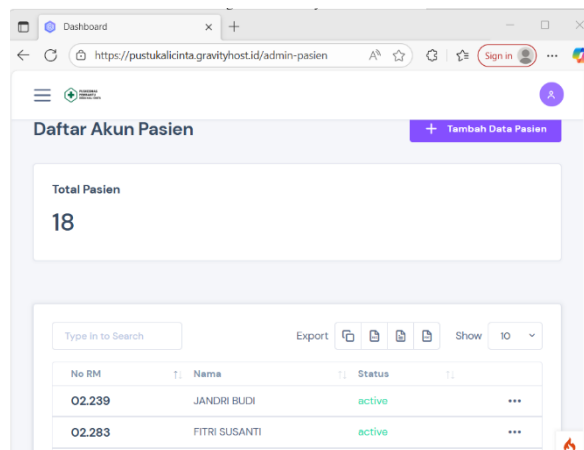 Dashboard
https://pustukalicinta.gravityhost.id/admin-pasien
Sign in
Daftar Akun Pasien
+ Tambah Data Pasien
Total Pasien
18
Type in to Search
Export
Show 10
No RM Nama Status
02.239 JANDRI BUDI active
02.283 FITRI SUSANTI active